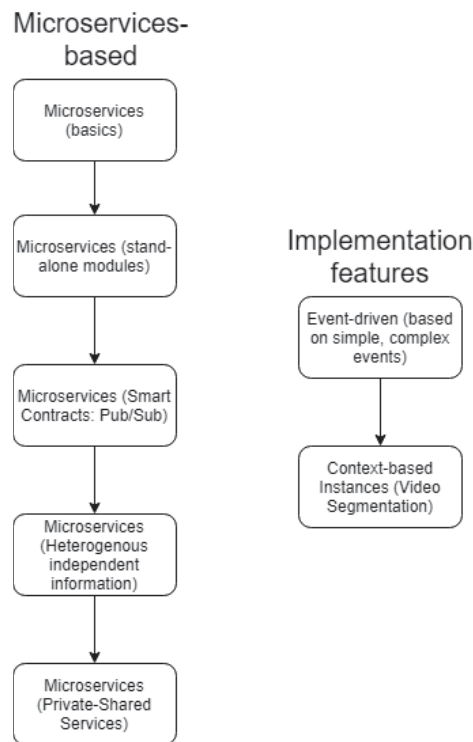 Microservices-
based
Microservices
(basics)
Microservices (stand-
alone modules)
Microservices (Smart
Contracts: Pub/Sub)
Microservices
(Heterogenous
independent
information)
Microservices
(Private-Shared
Services)
Implementation
features
Event-driven (based
on simple, complex
events)
Context-based
Instances (Video
Segmentation)